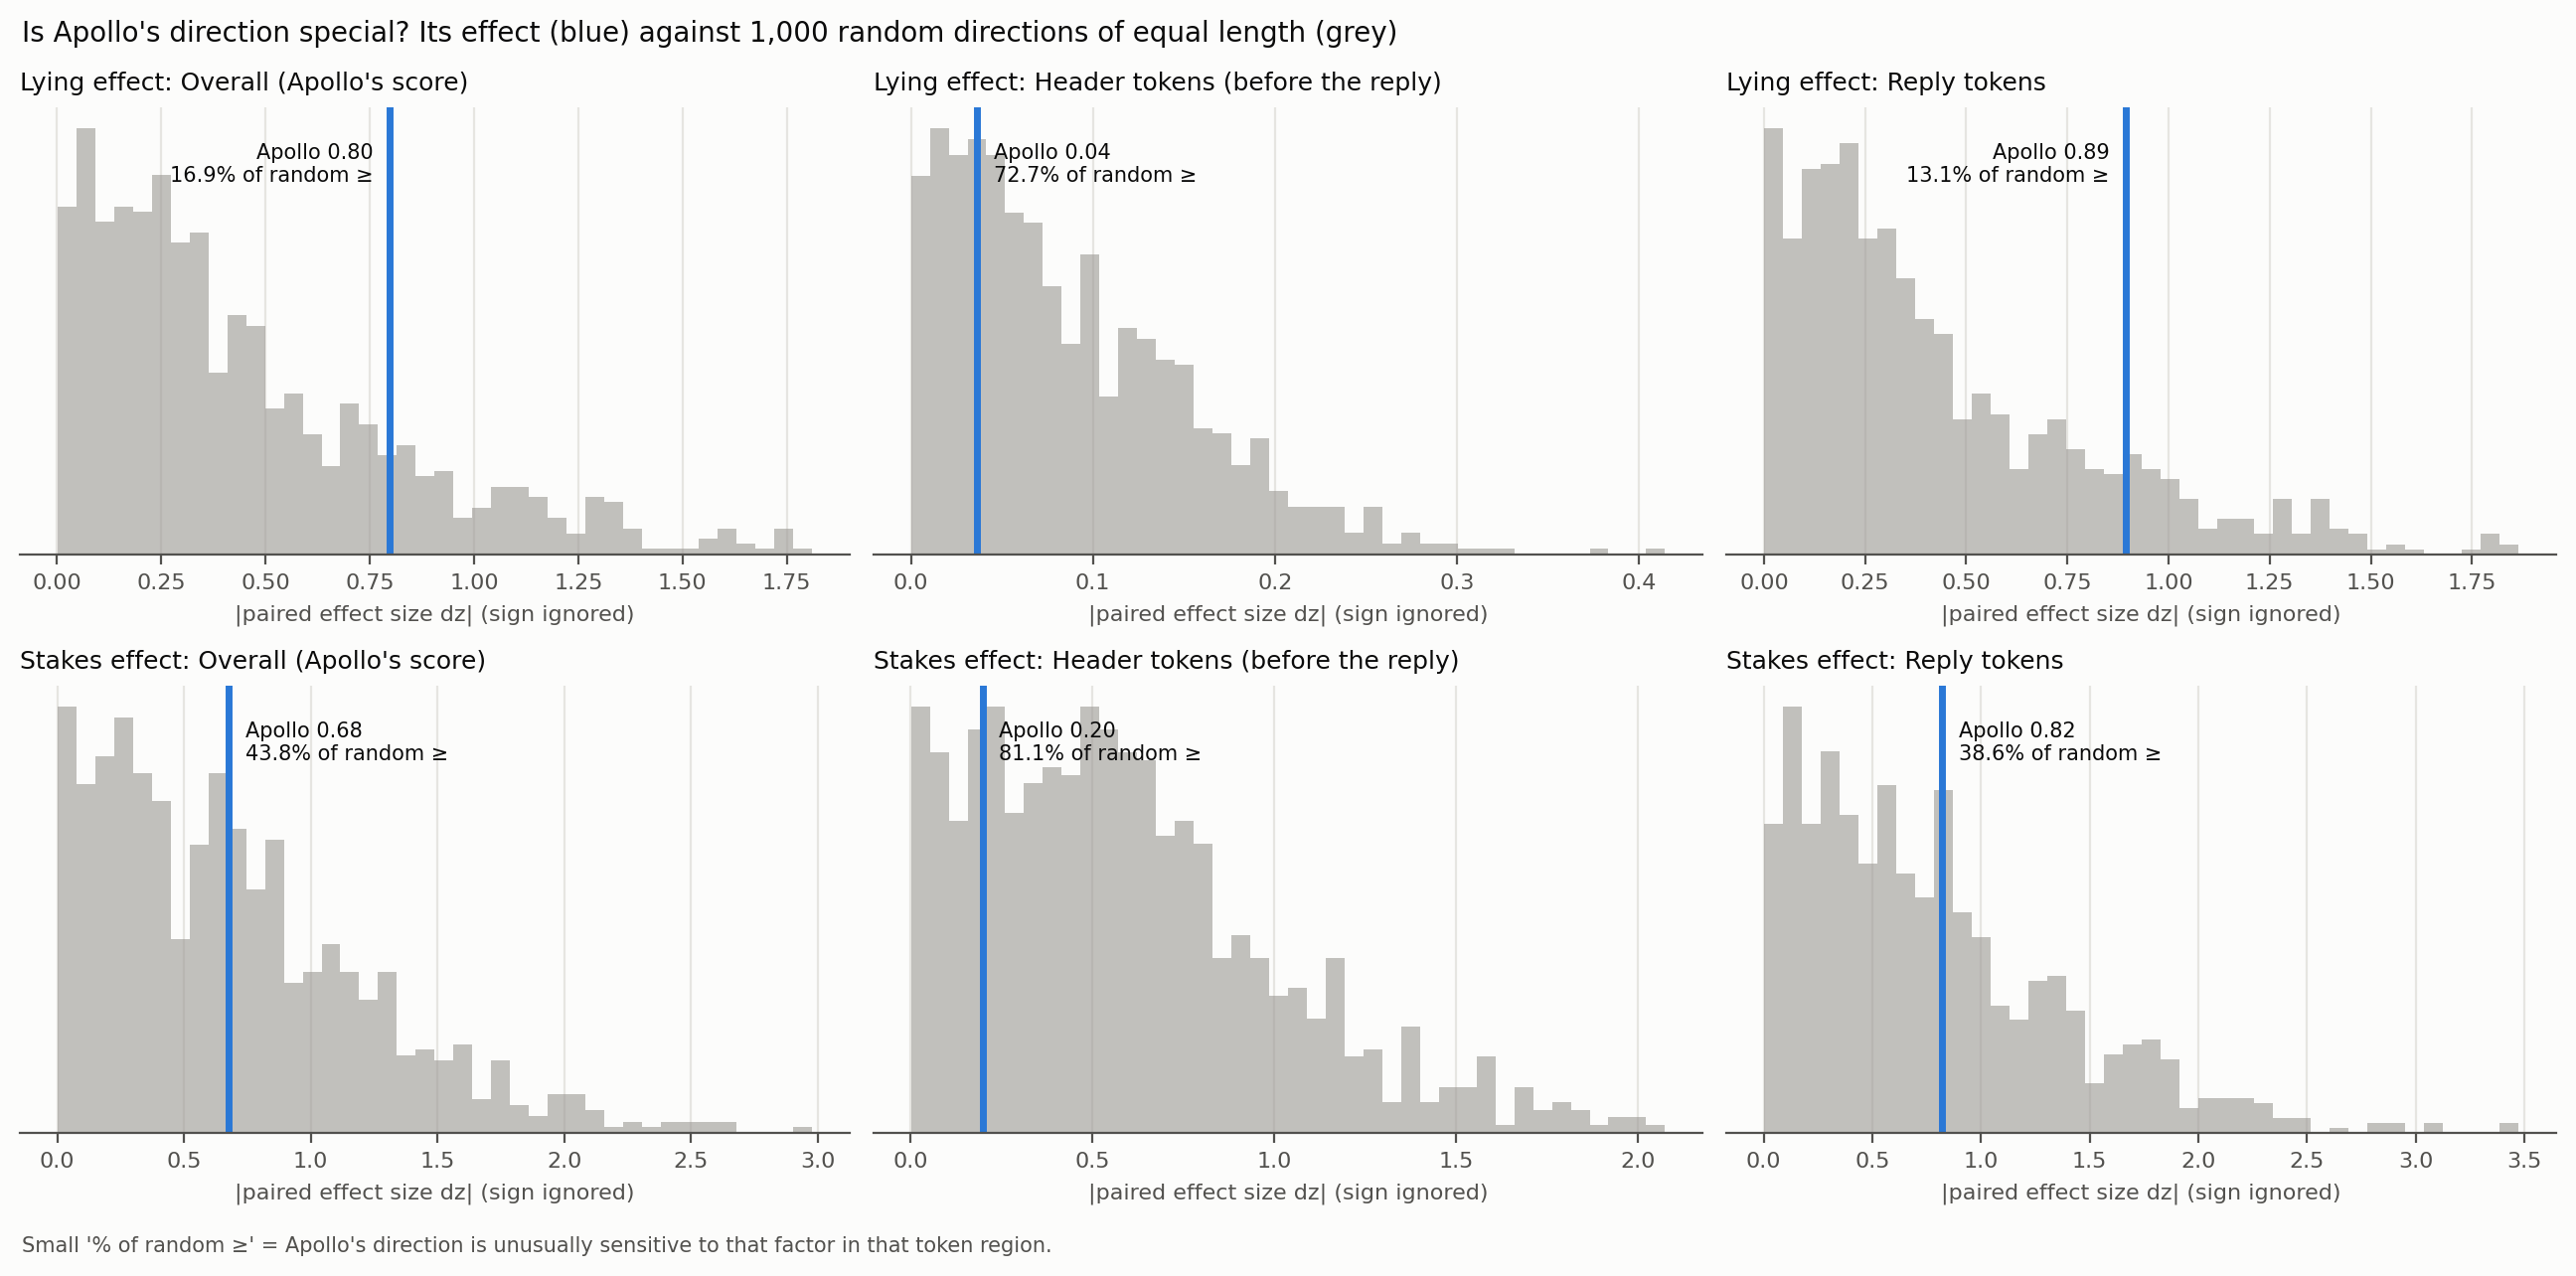 Is Apollo's direction special? Its effect (blue) against 1,000 random directions of equal length (grey)
Lying effect: Overall (Apollo's score)
Apollo 0.80
16.9% of random ≥
0.00 0.25 0.50 0.75 1.00 1.25 1.50 1.75
|paired effect size dz| (sign ignored)
Lying effect: Header tokens (before the reply)
Apollo 0.04
72.7% of random ≥
0.0 0.1 0.2 0.3 0.4
|paired effect size dz| (sign ignored)
Lying effect: Reply tokens
Apollo 0.89
13.1% of random ≥
0.00 0.25 0.50 0.75 1.00 1.25 1.50 1.75
|paired effect size dz| (sign ignored)
Stakes effect: Overall (Apollo's score)
Apollo 0.68
43.8% of random ≥
0.0 0.5 1.0 1.5 2.0 2.5 3.0
|paired effect size dz| (sign ignored)
Stakes effect: Header tokens (before the reply)
Apollo 0.20
81.1% of random ≥
0.0 0.5 1.0 1.5 2.0
|paired effect size dz| (sign ignored)
Stakes effect: Reply tokens
Apollo 0.82
38.6% of random ≥
0.0 0.5 1.0 1.5 2.0 2.5 3.0 3.5
|paired effect size dz| (sign ignored)
Small '% of random ≥' = Apollo's direction is unusually sensitive to that factor in that token region.